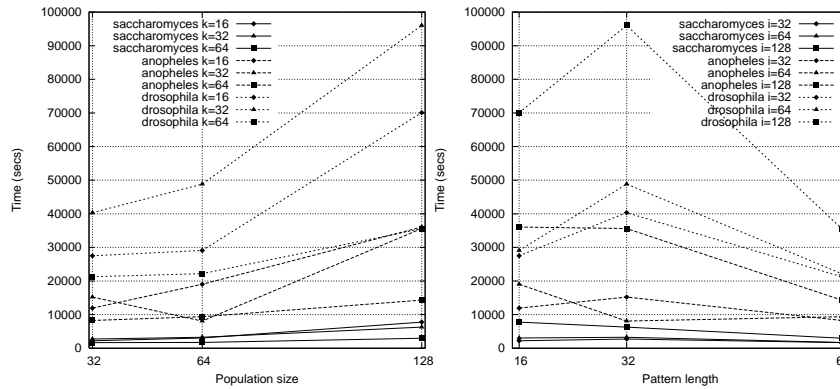 100000
90000
80000
70000
60000
50000
40000
30000
20000
10000
0
Time (secs)
saccharomyces k=16
saccharomyces k=32
saccharomyces k=64
anopheles k=16
anopheles k=32
anopheles k=64
drosophila k=16
drosophila k=32
drosophila k=64
32
64
128
Population size
100000
90000
80000
70000
60000
50000
40000
30000
20000
10000
0
Time (secs)
saccharomyces i=32
saccharomyces i=64
saccharomyces i=128
anopheles i=32
anopheles i=64
anopheles i=128
drosophila i=32
drosophila i=64
drosophila i=128
16
32
Pattern length